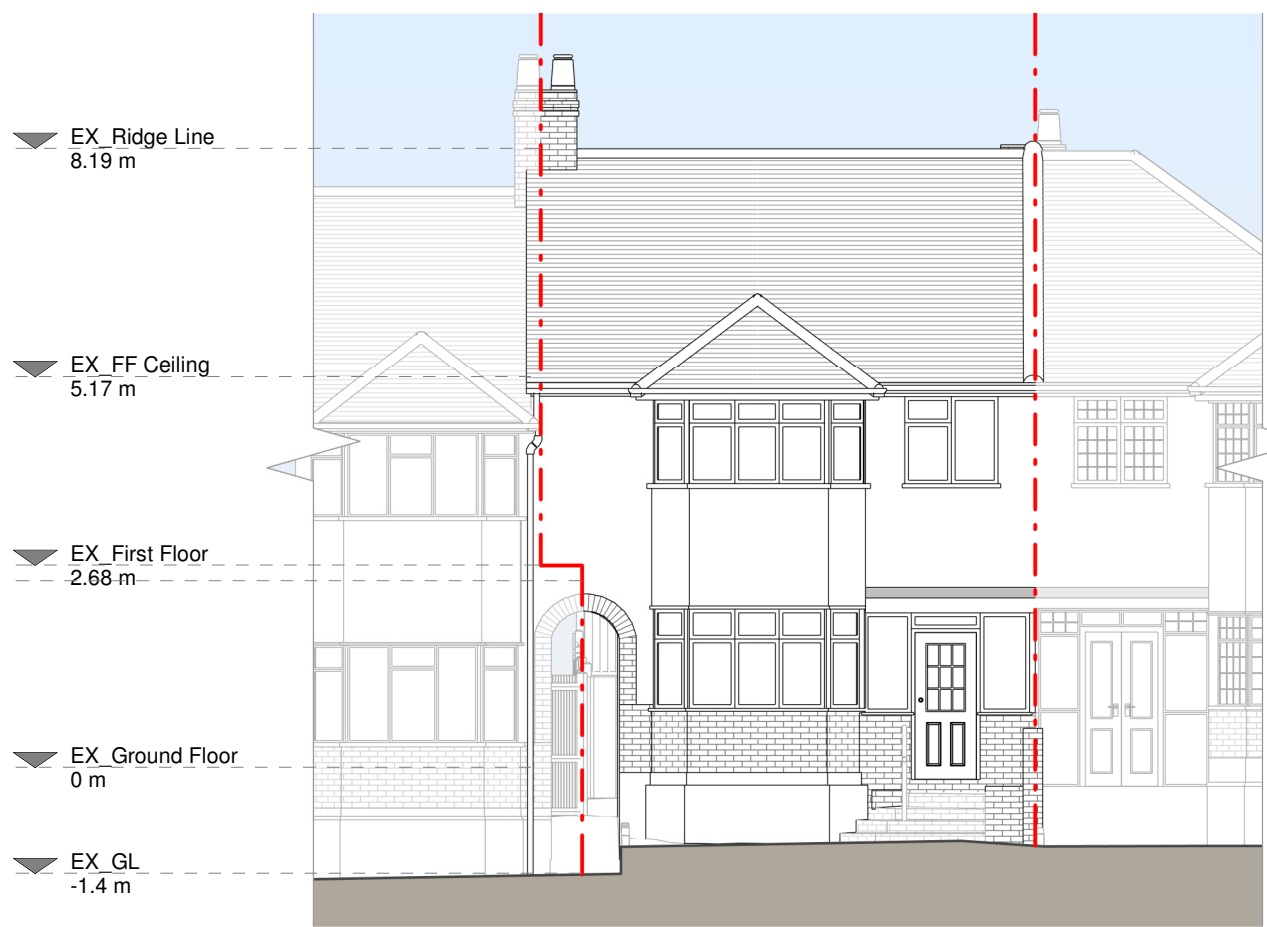 EX_Ridge Line
8.19 m
EX_FF Ceiling
5.17 m
EX_First Floor
2.68 m
EX_Ground Floor
0 m
EX_GL
-1.4 m